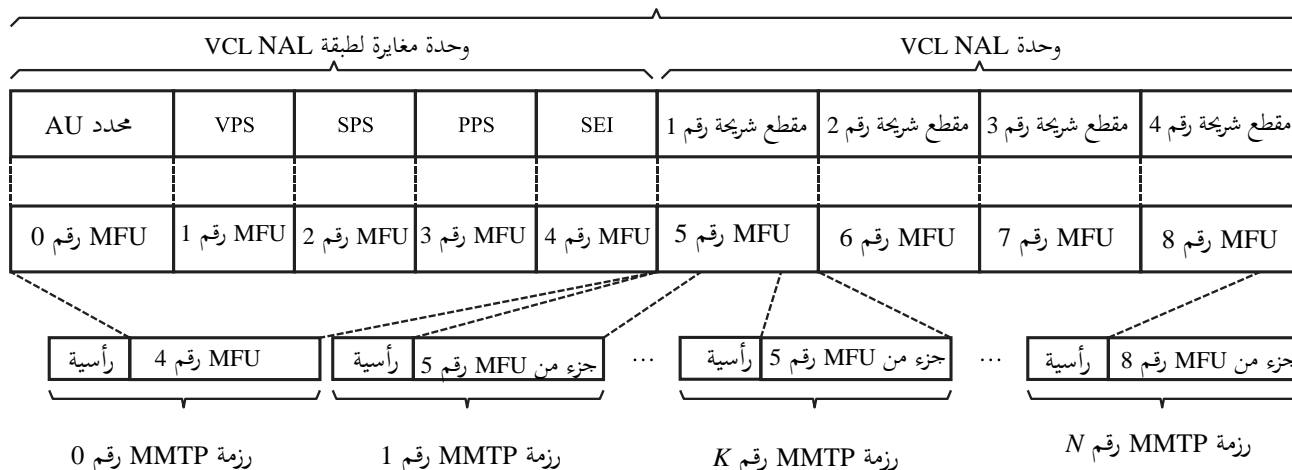 وحدة مغايرة لطبقة VCL NAL
وحدة VCL NAL
محدد AU
VPS
SPS
PPS
SEI
مقطع شريحة رقم 1
مقطع شريحة رقم 2
مقطع شريحة رقم 3
مقطع شريحة رقم 4
MFU رقم 0
MFU رقم 1
MFU رقم 2
MFU رقم 3
MFU رقم 4
MFU رقم 5
MFU رقم 6
MFU رقم 7
MFU رقم 8
رأسية
MFU رقم 4
رأسية
جزء من MFU رقم 5
...
رأسية
جزء من MFU رقم 5
...
رأسية
جزء من MFU رقم 8
رزمة MMTP رقم 0
رزمة MMTP رقم 1
رزمة MMTP رقم K
رزمة MMTP رقم N